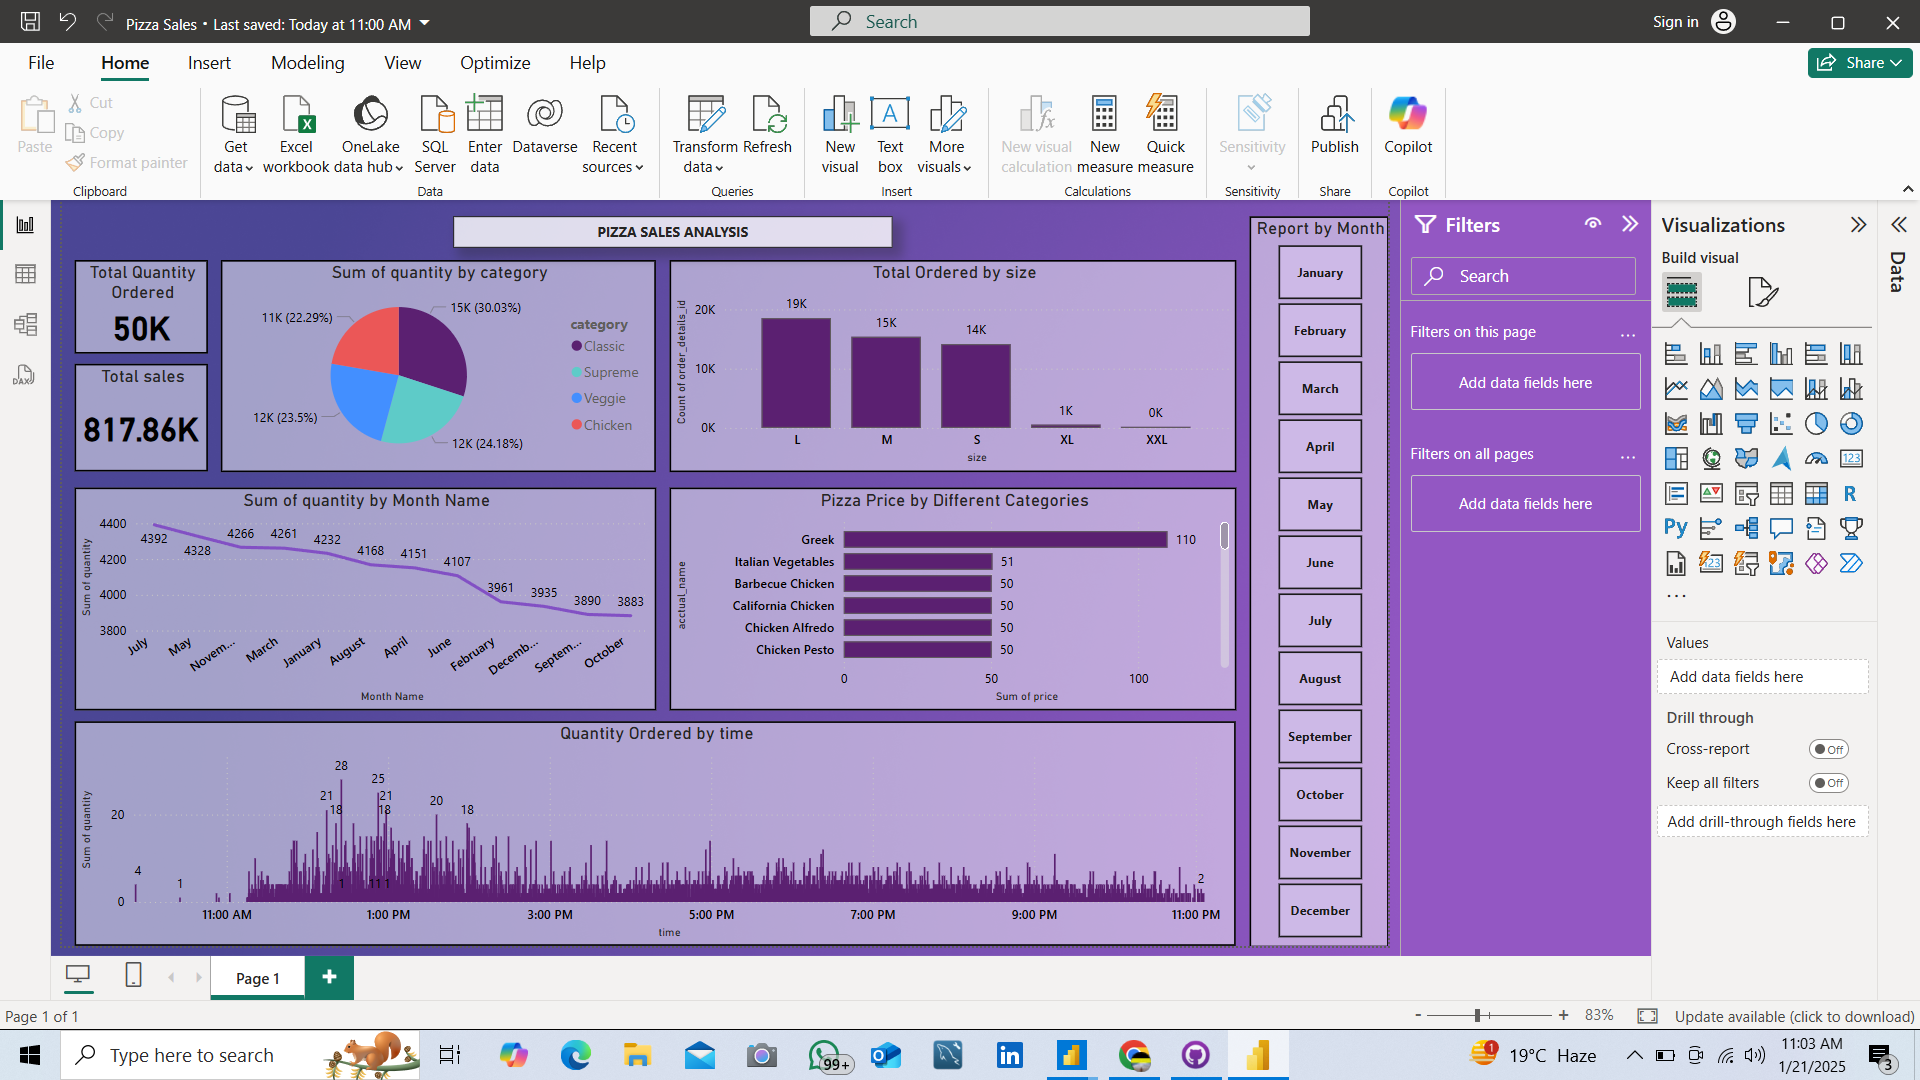 Pizza Sales • Last saved: Today at 11:00 AM
Search
Sign in
File Home Insert Modeling View Optimize Help
Share
Paste
Cut
Copy
Format painter
Clipboard
Get data
Excel workbook
OneLake data hub
SQL Server
Enter data
Dataverse
Recent sources
Data
Transform data
Refresh
Queries
New visual
Text box
More visuals
Insert
New visual calculation
New measure
Quick measure
Calculations
Sensitivity
Sensitivity
Publish
Share
Copilot
Copilot
PIZZA SALES ANALYSIS
Total Quantity
Ordered
50K
Total sales
817.86K
Sum of quantity by category
15K (30.03%)
11K (22.29%)
12K (23.5%)
12K (24.18%)
category
Classic
Supreme
Veggie
Chicken
Total Ordered by size
Count of order_details_id
20K
10K
0K
19K
15K
14K
1K
0K
L M S XL XXL
size
Sum of quantity by Month Name
Sum of quantity
4400
4200
4000
3800
4392
4328
4266
4261
4232
4168
4151
4107
3961
3935
3890
3883
July
May
Novem...
March
January
August
April
June
February
Decemb...
Septem...
October
Month Name
Pizza Price by Different Categories
acctual_name
Greek 110
Italian Vegetables 51
Barbecue Chicken 50
California Chicken 50
Chicken Alfredo 50
Chicken Pesto 50
0 50 100
Sum of price
Quantity Ordered by time
Sum of quantity
20
0
4
1
21
18
28
25
21
18
20
18
1
11 1
2
11:00 AM 1:00 PM 3:00 PM 5:00 PM 7:00 PM 9:00 PM 11:00 PM
time
Report by Month
January
February
March
April
May
June
July
August
September
October
November
December
Filters
Search
Filters on this page
...
Add data fields here
Filters on all pages
...
Add data fields here
Visualizations
Build visual
123
R
Py
123
...
Values
Add data fields here
Drill through
Cross-report
Off
Keep all filters
Off
Add drill-through fields here
Data
DAX
Page 1
+
Page 1 of 1
- + 83%
Update available (click to download)
Type here to search
99+
1
19°C Haze
11:03 AM
1/21/2025
3